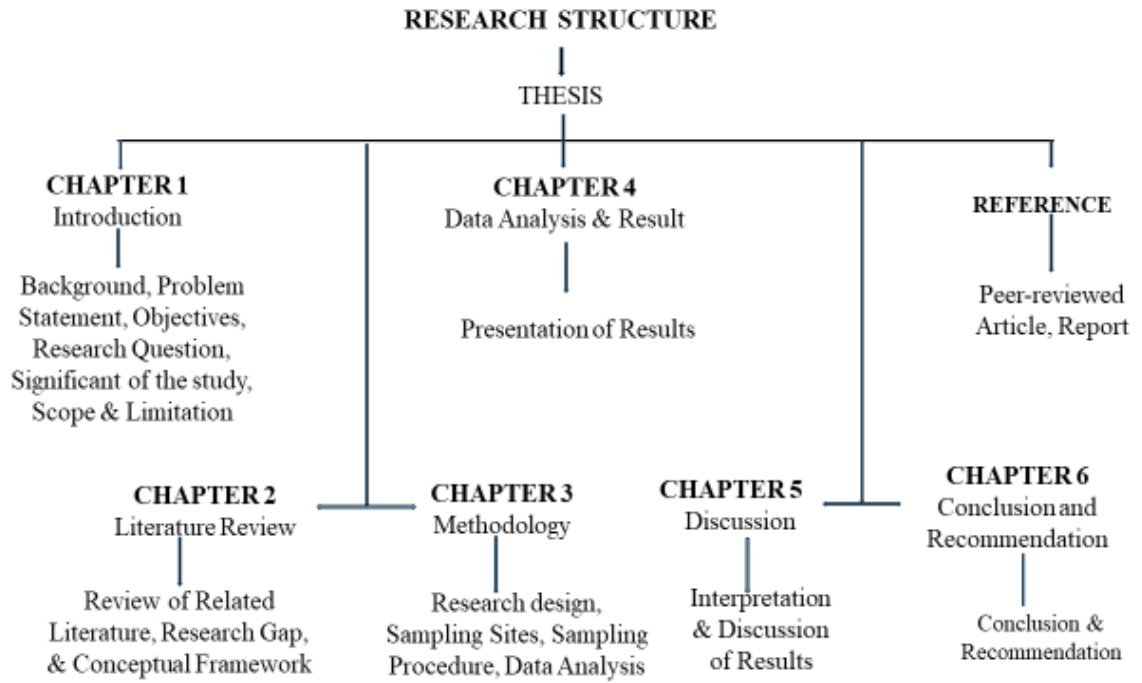 RESEARCH STRUCTURE
THESIS
CHAPTER 1
Introduction
Background, Problem
Statement, Objectives,
Research Question,
Significant of the study,
Scope & Limitation
CHAPTER 4
Data Analysis & Result
Presentation of Results
REFERENCE
Peer-reviewed
Article, Report
CHAPTER 2
Literature Review
Review of Related
Literature, Research Gap,
& Conceptual Framework
CHAPTER 3
Methodology
Research design,
Sampling Sites, Sampling
Procedure, Data Analysis
CHAPTER 5
Discussion
Interpretation
& Discussion
of Results
CHAPTER 6
Conclusion and
Recommendation
Conclusion &
Recommendation